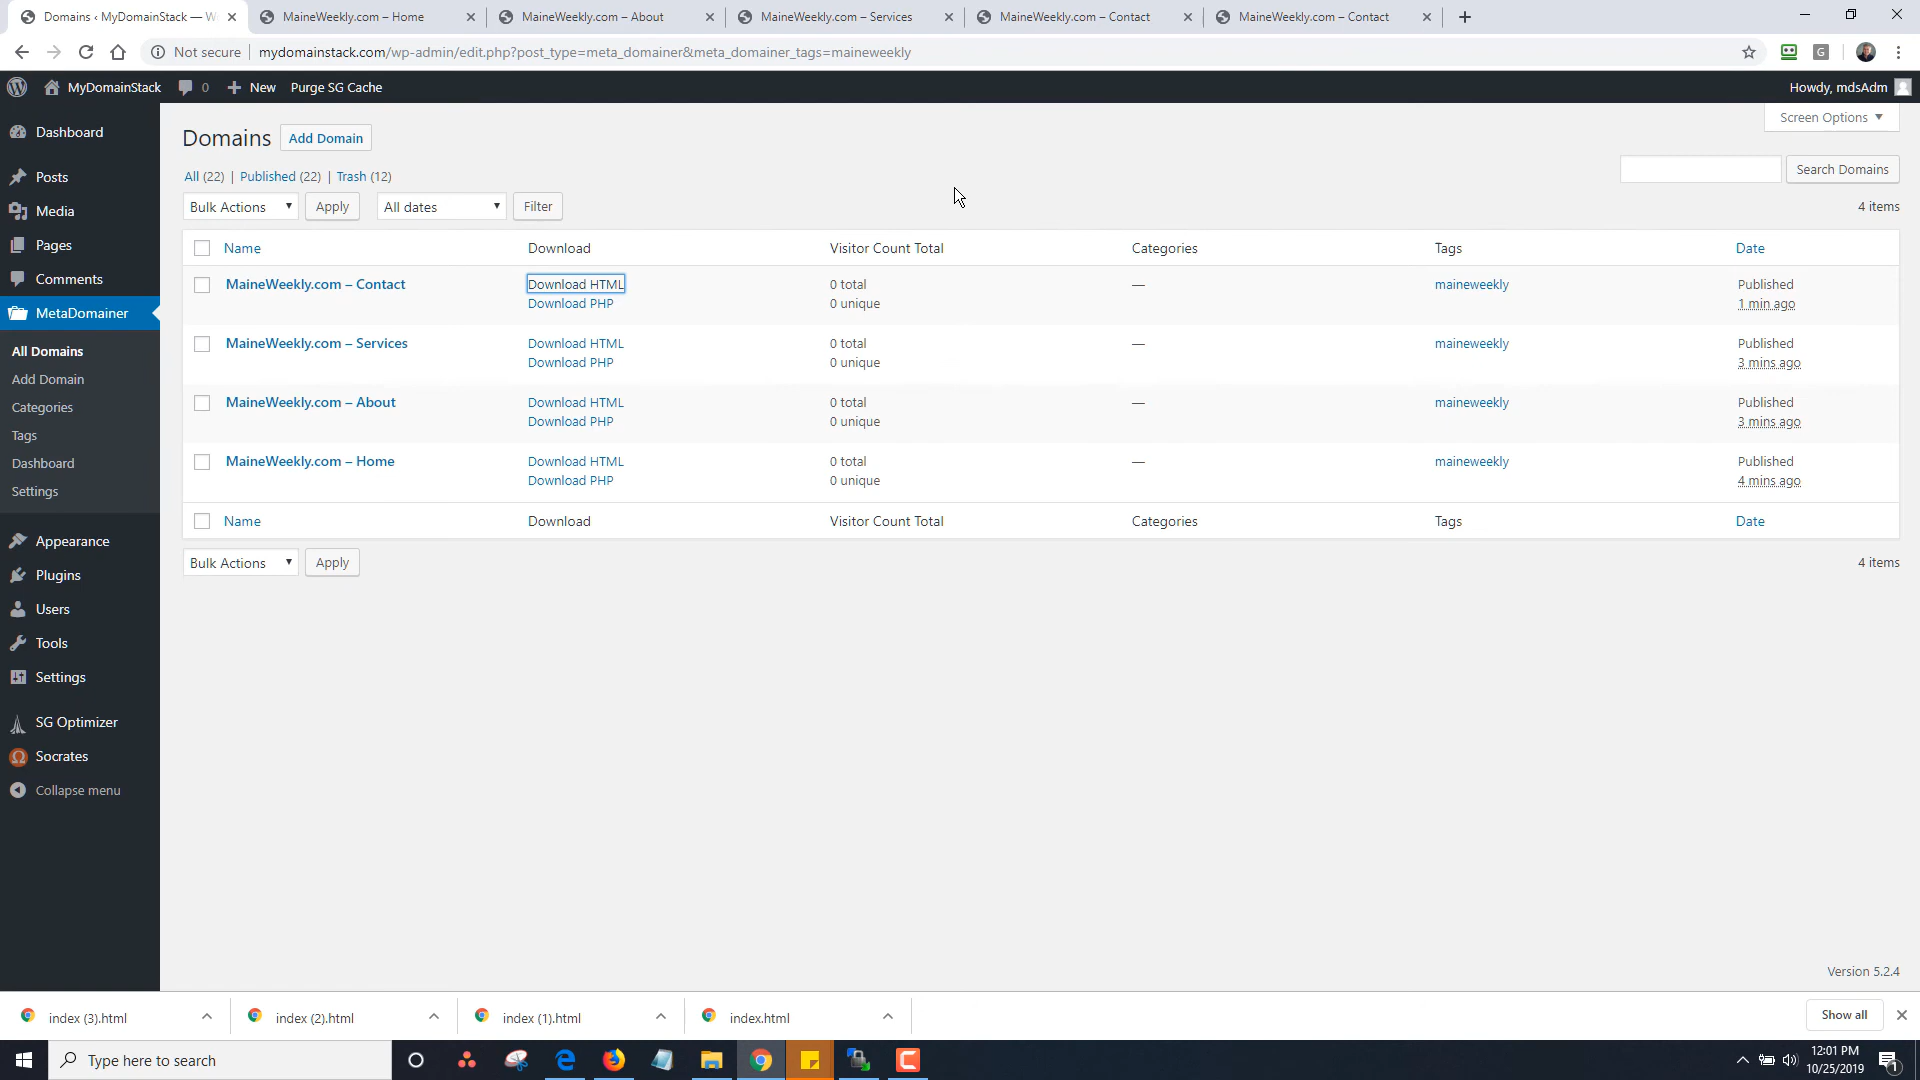 Domains ‹ MyDomainStack — W
MaineWeekly.com – Home
MaineWeekly.com – About
MaineWeekly.com – Services
MaineWeekly.com – Contact
MaineWeekly.com – Contact
Not secure
mydomainstack.com/wp-admin/edit.php?post_type=meta_domainer&meta_domainer_tags=maineweekly
MyDomainStack
0
New
Purge SG Cache
Howdy, mdsAdm
Dashboard
Posts
Media
Pages
Comments
MetaDomainer
All Domains
Add Domain
Categories
Tags
Dashboard
Settings
Appearance
Plugins
Users
Tools
Settings
SG Optimizer
Socrates
Collapse menu
Domains
Add Domain
Screen Options
All (22) | Published (22) | Trash (12)
Search Domains
Bulk Actions
Apply
All dates
Filter
4 items
Name
Download
Visitor Count Total
Categories
Tags
Date
MaineWeekly.com – Contact
Download HTML
Download PHP
0 total
0 unique
—
maineweekly
Published
1 min ago
MaineWeekly.com – Services
Download HTML
Download PHP
0 total
0 unique
—
maineweekly
Published
3 mins ago
MaineWeekly.com – About
Download HTML
Download PHP
0 total
0 unique
—
maineweekly
Published
3 mins ago
MaineWeekly.com – Home
Download HTML
Download PHP
0 total
0 unique
—
maineweekly
Published
4 mins ago
Name
Download
Visitor Count Total
Categories
Tags
Date
Bulk Actions
Apply
4 items
Version 5.2.4
index (3).html
index (2).html
index (1).html
index.html
Show all
Type here to search
12:01 PM
10/25/2019
1